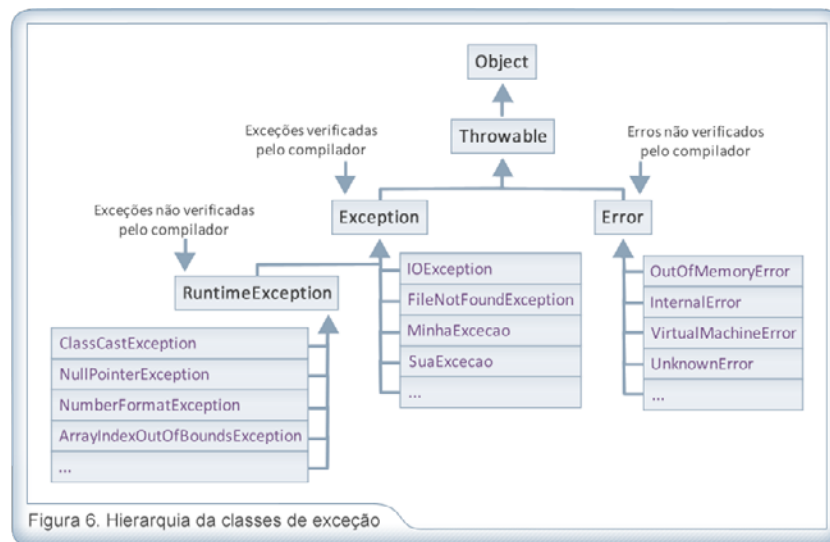 Object
Throwable
Exceções verificadas
pelo compilador
Erros não verificados
pelo compilador
Exception
Error
Exceções não verificadas
pelo compilador
RuntimeException
IOException
FileNotFoundException
MinhaExcecao
SuaExcecao
...
OutOfMemoryError
InternalError
VirtualMachineError
UnknownError
...
ClassCastException
NullPointerException
NumberFormatException
ArrayIndexOutOfBoundsException
...
Figura 6. Hierarquia da classes de exceção